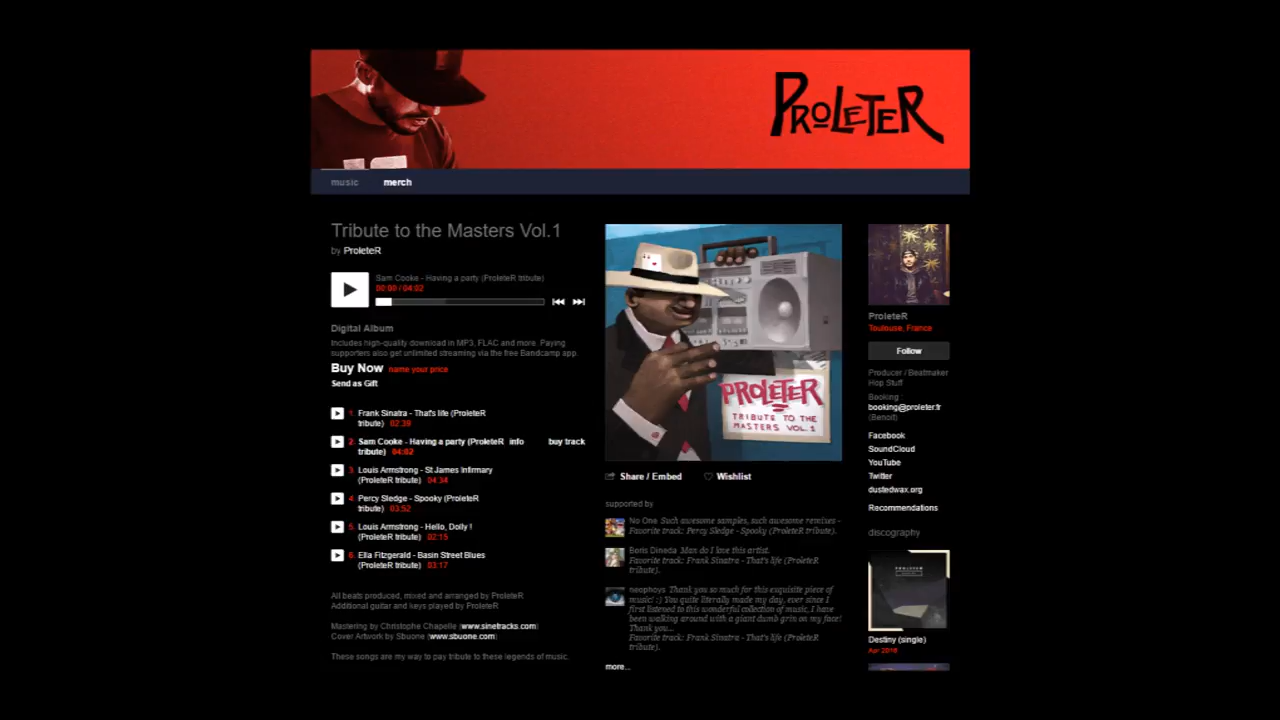 PROLETER
music merch
Tribute to the Masters Vol.1
by ProleteR
Sam Cooke - Having a party (ProleteR tribute)
00:00 / 04:02
Digital Album
Includes high-quality download in MP3, FLAC and more. Paying
supporters also get unlimited streaming via the free Bandcamp app.
Buy Now name your price
Send as Gift
1. Frank Sinatra - That's life (ProleteR
tribute) 02:39
2. Sam Cooke - Having a party (ProleteR info buy track
tribute) 04:02
3. Louis Armstrong - St James Infirmary
(ProleteR tribute) 04:34
4. Percy Sledge - Spooky (ProleteR
tribute) 03:52
5. Louis Armstrong - Hello, Dolly !
(ProleteR tribute) 02:15
6. Ella Fitzgerald - Basin Street Blues
(ProleteR tribute) 03:17
All beats produced, mixed and arranged by ProleteR
Additional guitar and keys played by ProleteR
Mastering by Christophe Chapelle (www.sinetracks.com)
Cover Artwork by Sbuone (www.sbuone.com)
These songs are my way to pay tribute to these legends of music.
PROLETER
TRIBUTE TO THE
MASTERS VOL.1
Share / Embed Wishlist
supported by
No One Such awesome samples, such awesome remixes -
Favorite track: Percy Sledge - Spooky (ProleteR tribute).
Boris Dineda Man do I love this artist.
Favorite track: Frank Sinatra - That's life (ProleteR
tribute).
neophoys Thank you so much for this exquisite piece of
music! :) You quite literally made my day, ever since I
first listened to this wonderful collection of music, I have
been walking around with a giant dumb grin on my face!
Thank you...
Favorite track: Frank Sinatra - That's life (ProleteR
tribute).
more...
ProleteR
Toulouse, France
Follow
Producer / Beatmaker
Hop Stuff
Booking :
booking@proleter.fr
(Benoit)
Facebook
SoundCloud
YouTube
Twitter
dustedwax.org
Recommendations
discography
PROLETER
Destiny (single)
Apr 2016